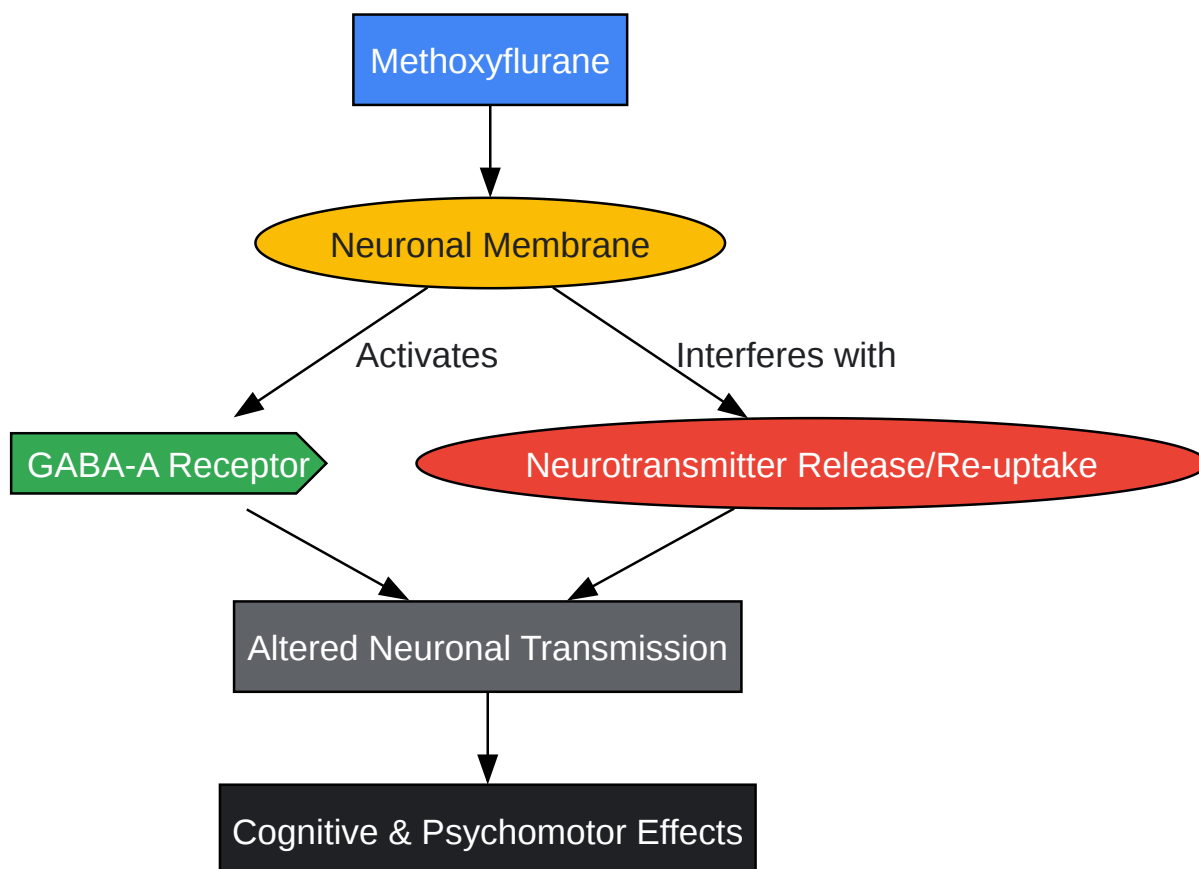 Methoxyflurane
Neuronal Membrane
Activates
Interferes with
GABA-A Receptor
Neurotransmitter Release/Re-uptake
Altered Neuronal Transmission
Cognitive & Psychomotor Effects